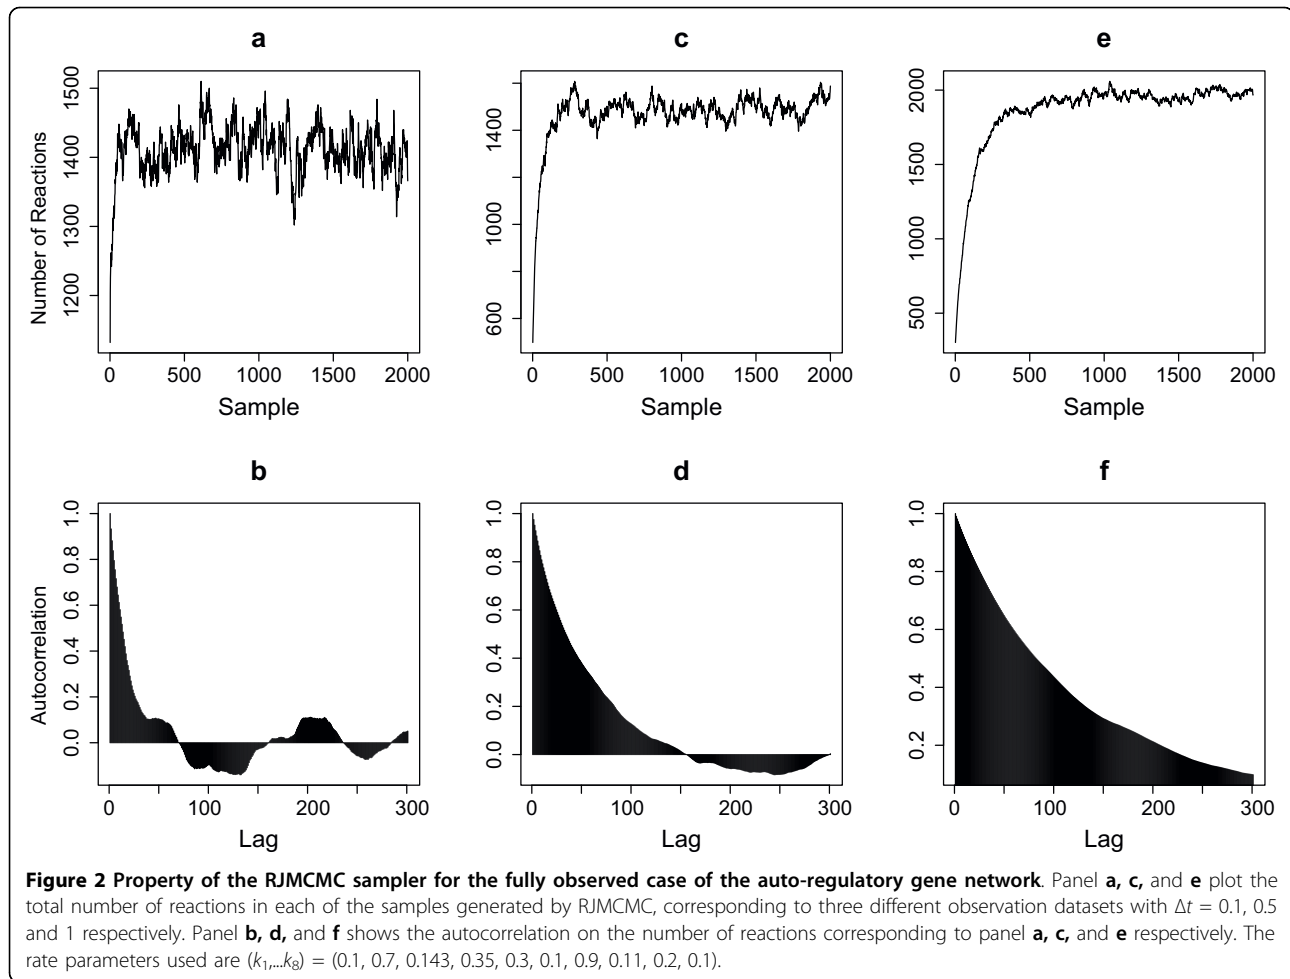 a
c
e
Number of Reactions
1200 1300 1400 1500
600 1000 1400
500 1000 1500 2000
0 500 1000 1500 2000
0 500 1000 1500 2000
0 500 1000 1500 2000
Sample
Sample
Sample
b
d
f
Autocorrelation
0.0 0.2 0.4 0.6 0.8 1.0
0.0 0.2 0.4 0.6 0.8 1.0
0.2 0.4 0.6 0.8 1.0
0 100 200 300
0 100 200 300
0 100 200 300
Lag
Lag
Lag
Figure 2 Property of the RJMCMC sampler for the fully observed case of the auto-regulatory gene network. Panel a, c, and e plot the
total number of reactions in each of the samples generated by RJMCMC, corresponding to three different observation datasets with Δt = 0.1, 0.5
and 1 respectively. Panel b, d, and f shows the autocorrelation on the number of reactions corresponding to panel a, c, and e respectively. The
rate parameters used are (k₁,...k₈) = (0.1, 0.7, 0.143, 0.35, 0.3, 0.1, 0.9, 0.11, 0.2, 0.1).